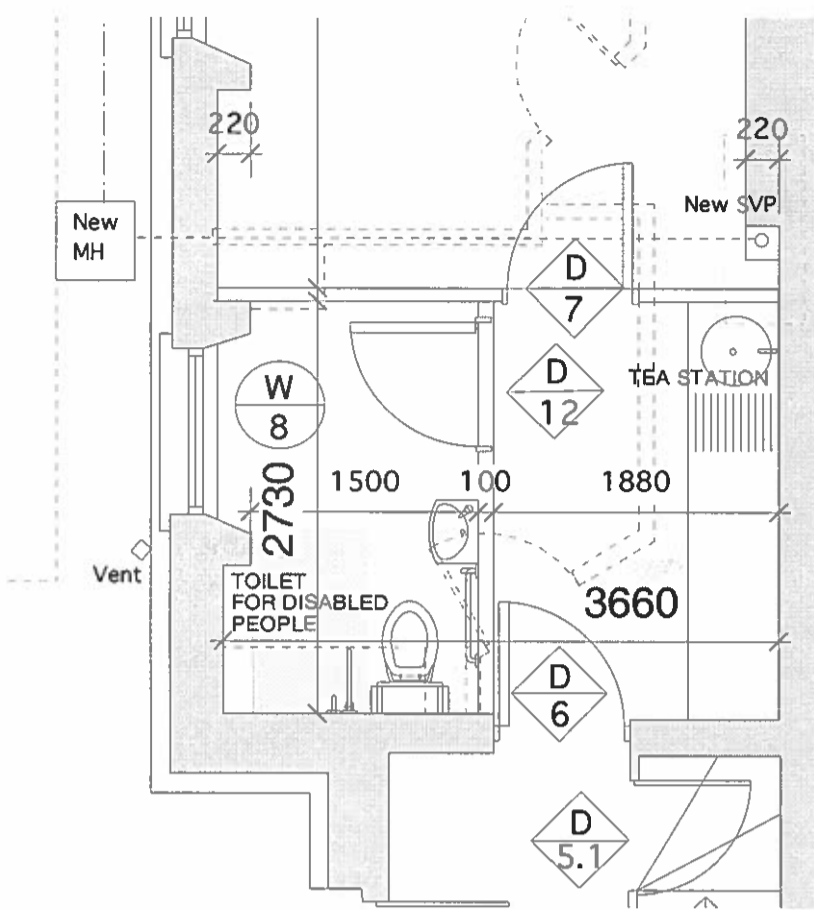 220
220
New
MH
New SVP
D
7
W
8
D
12
TEA STATION
2730
1500
100
1880
Vent
TOILET
FOR DISABLED
PEOPLE
3660
D
6
D
5.1